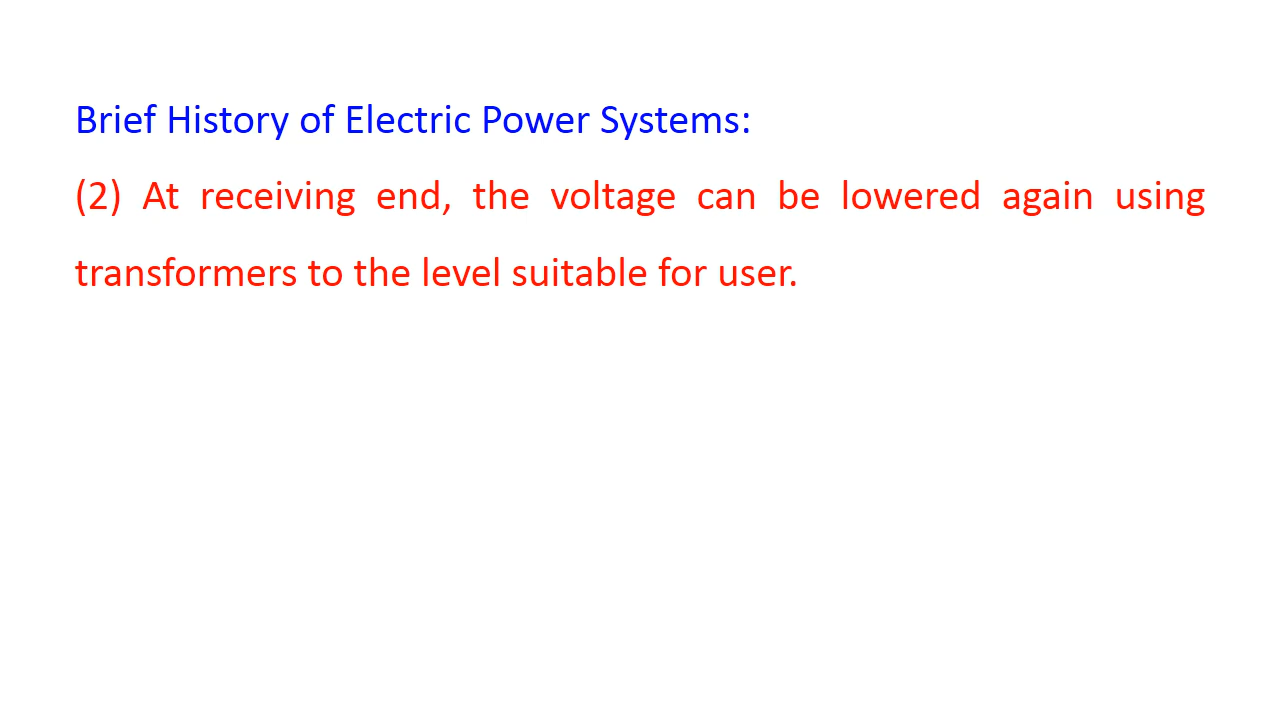 Brief History of Electric Power Systems:
(2) At receiving end, the voltage can be lowered again using
transformers to the level suitable for user.